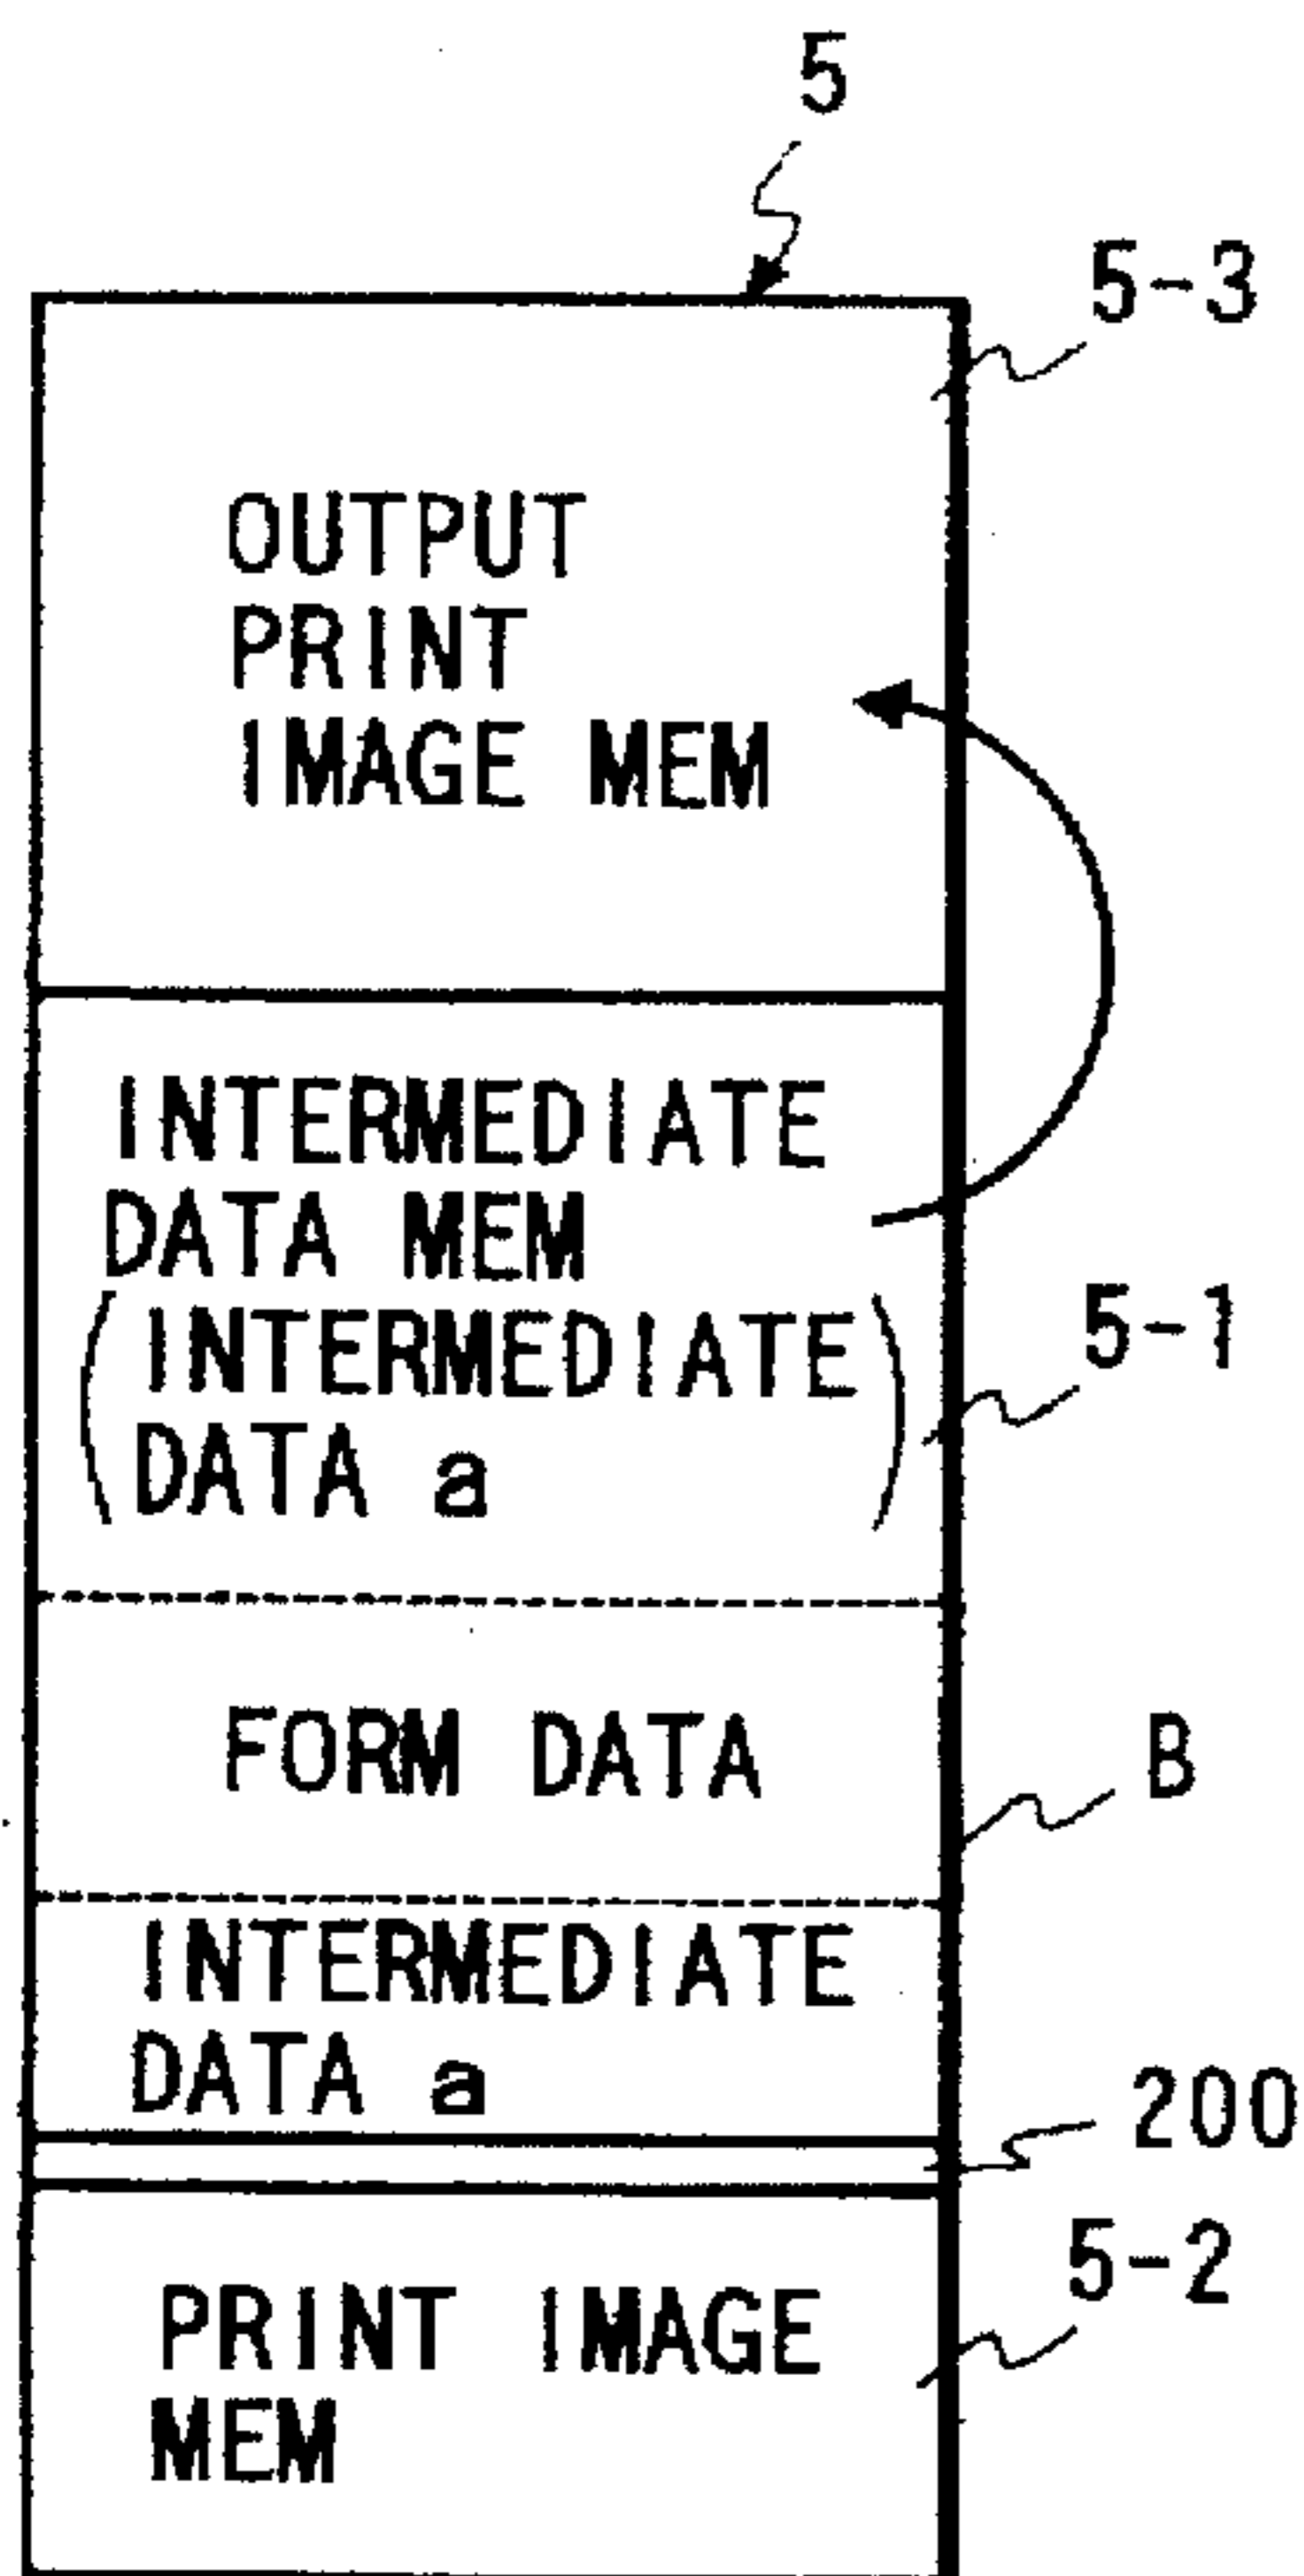 5
5-3
OUTPUT
PRINT
IMAGE MEM
INTERMEDIATE
DATA MEM
(INTERMEDIATE
DATA a)
5-1
FORM DATA
B
INTERMEDIATE
DATA a
200
5-2
PRINT IMAGE
MEM